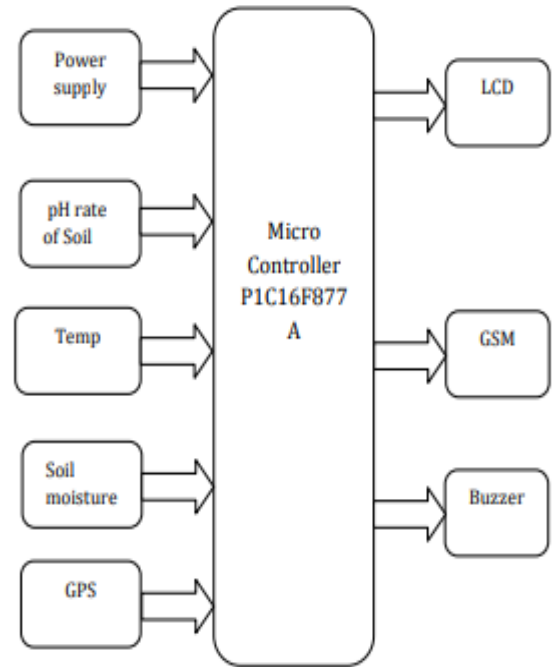 Power
supply
pH rate
of Soil
Temp
Soil
moisture
GPS
Micro
Controller
P1C16F877
A
LCD
GSM
Buzzer